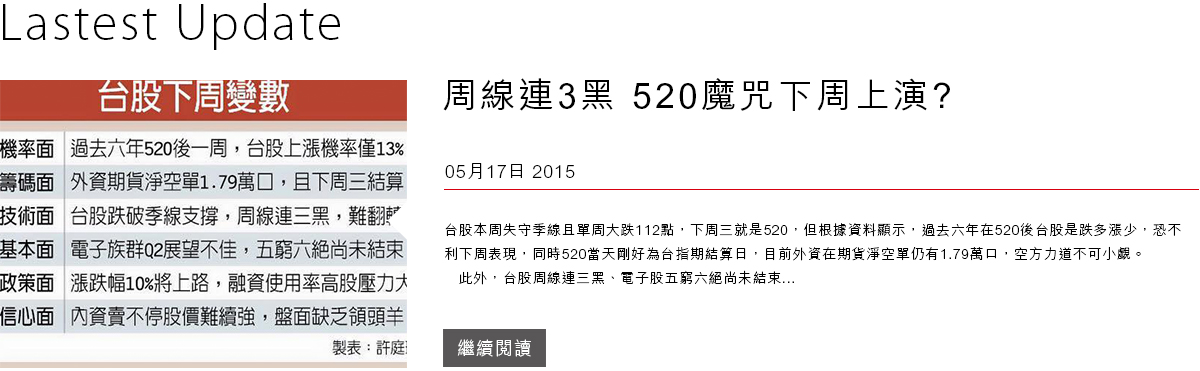 Lastest Update
台股下周變數
機率面 過去六年520後一周，台股上漲機率僅13%
籌碼面 外資期貨淨空單1.79萬口，且下周三結算
技術面 台股跌破季線支撐，周線連三黑，難翻
基本面 電子族群Q2展望不佳，五窮六絕尚未結束
政策面 漲跌幅10%將上路，融資使用率高股壓力大
信心面 內資賣不停股價難續強，盤面缺乏領頭羊
製表：許庭
周線連3黑 520魔咒下周上演?
05月17日 2015
台股本周失守季線且單周大跌112點，下周三就是520，但根據資料顯示，過去六年在520後台股是跌多漲少，恐不
利下周表現，同時520當天剛好為台指期結算日，目前外資在期貨淨空單仍有1.79萬口，空方力道不可小覷。
此外，台股周線連三黑、電子股五窮六絕尚未結束...
繼續閱讀